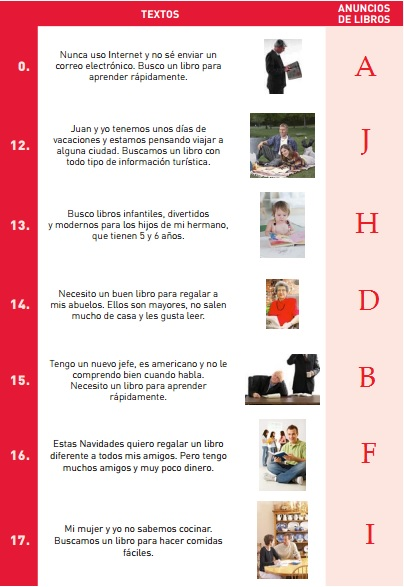 TEXTOS
ANUNCIOS
DE LIBROS
0.
Nunca uso Internet y no sé enviar un
correo electrónico. Busco un libro para
aprender rápidamente.
A
12.
Juan y yo tenemos unos días de
vacaciones y estamos pensando viajar a
alguna ciudad. Buscamos un libro con
todo tipo de información turística.
J
13.
Busco libros infantiles, divertidos
y modernos para los hijos de mi hermano,
que tienen 5 y 6 años.
H
14.
Necesito un buen libro para regalar a
mis abuelos. Ellos son mayores, no salen
mucho de casa y les gusta leer.
D
15.
Tengo un nuevo jefe, es americano y no le
comprendo bien cuando habla.
Necesito un libro para aprender
rápidamente.
B
16.
Estas Navidades quiero regalar un libro
diferente a todos mis amigos. Pero tengo
muchos amigos y muy poco dinero.
F
17.
Mi mujer y yo no sabemos cocinar.
Buscamos un libro para hacer comidas
fáciles.
I